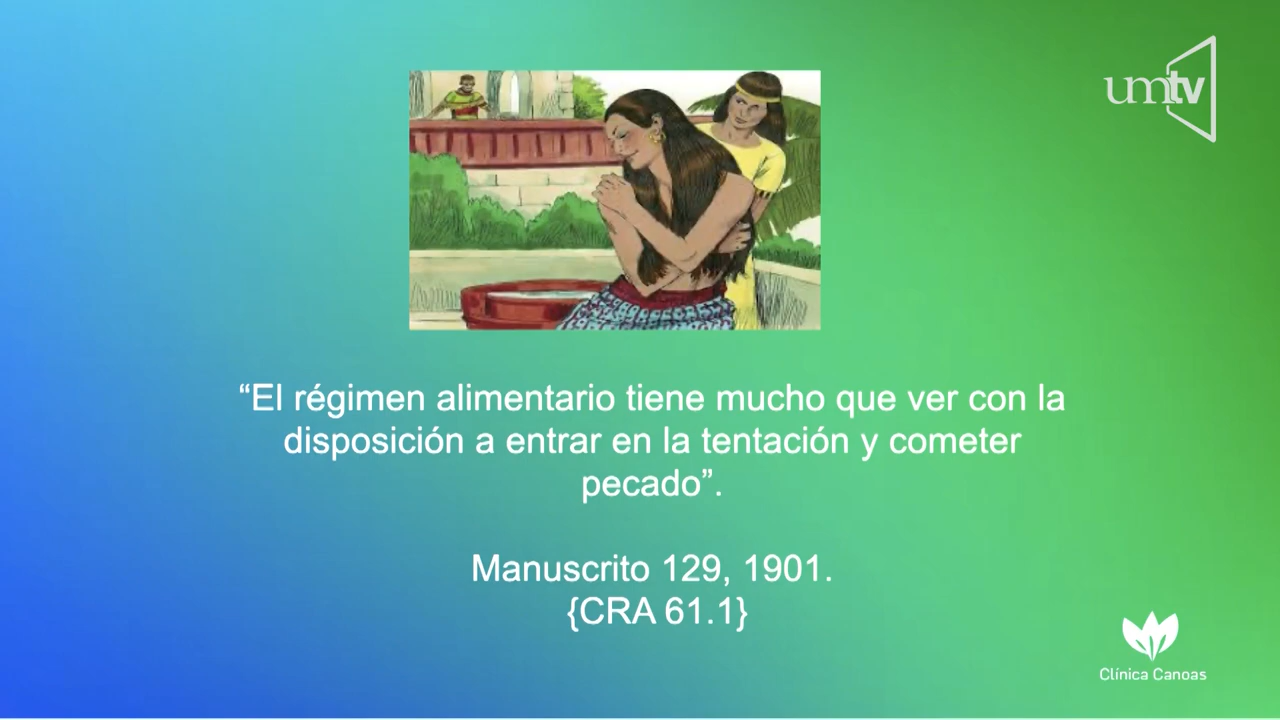 umtv
“El régimen alimentario tiene mucho que ver con la
disposición a entrar en la tentación y cometer
pecado”.
Manuscrito 129, 1901.
{CRA 61.1}
Clínica Canoas